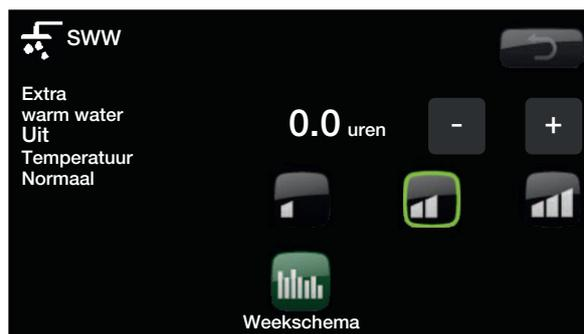 SWW
Extra
warm water
Uit
0.0 uren
-
+
Temperatuur
Normaal
Weekschema